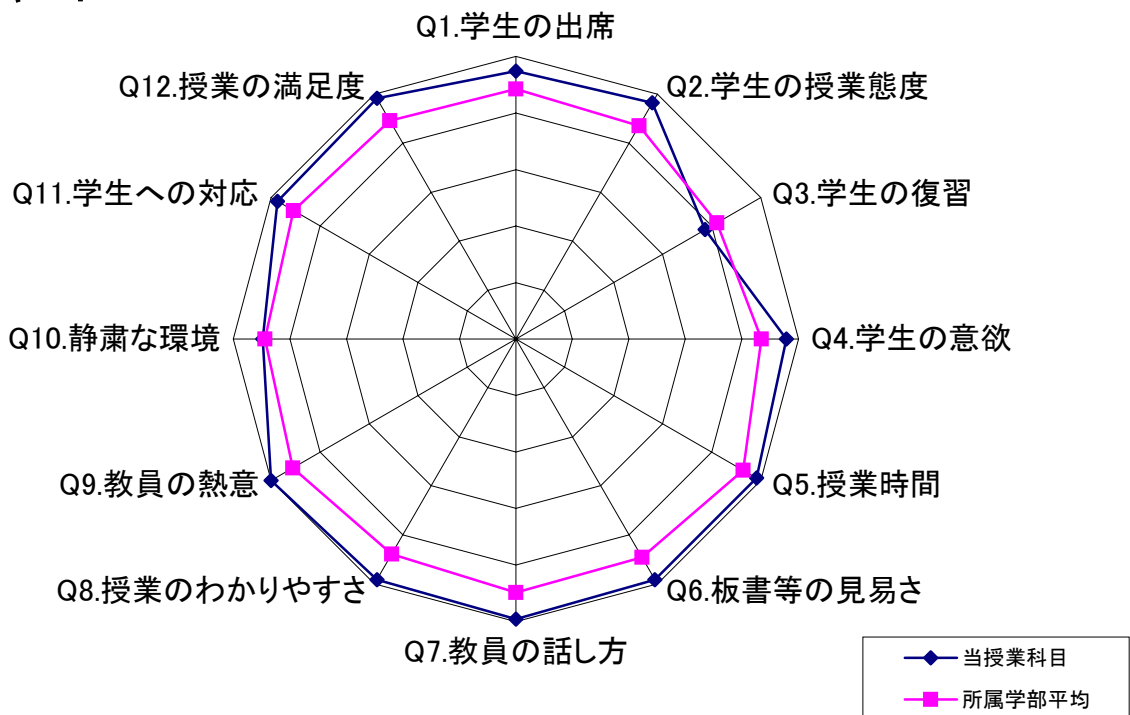 Q1.学生の出席
Q2.学生の授業態度
Q3.学生の復習
Q4.学生の意欲
Q5.授業時間
Q6.板書等の見易さ
Q7.教員の話し方
Q8.授業のわかりやすさ
Q9.教員の熱意
Q10.静粛な環境
Q11.学生への対応
Q12.授業の満足度
当授業科目
所属学部平均